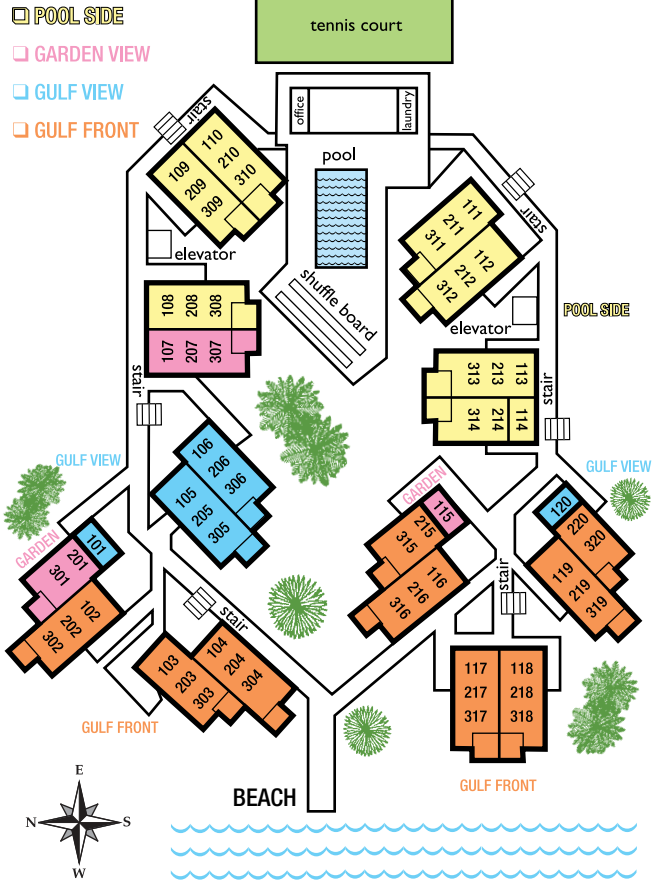 POOL SIDE
GARDEN VIEW
GULF VIEW
GULF FRONT
tennis court
office
laundry
pool
stair
110
109
210
209
310
309
elevator
shuffle board
stair
111
211
311
112
212
312
elevator
POOL SIDE
108 208 308
107 207 307
stair
313 213 113
314 214 114
stair
GULF VIEW
106
206
306
105
205
305
GULF VIEW
GARDEN
115
215
315
116
216
316
120
220
320
119
219
319
GARDEN
101
201
301
102
202
302
stair
stair
103
203
303
104
204
304
117 118
217 218
317 318
GULF FRONT
GULF FRONT
BEACH
E
N S
W